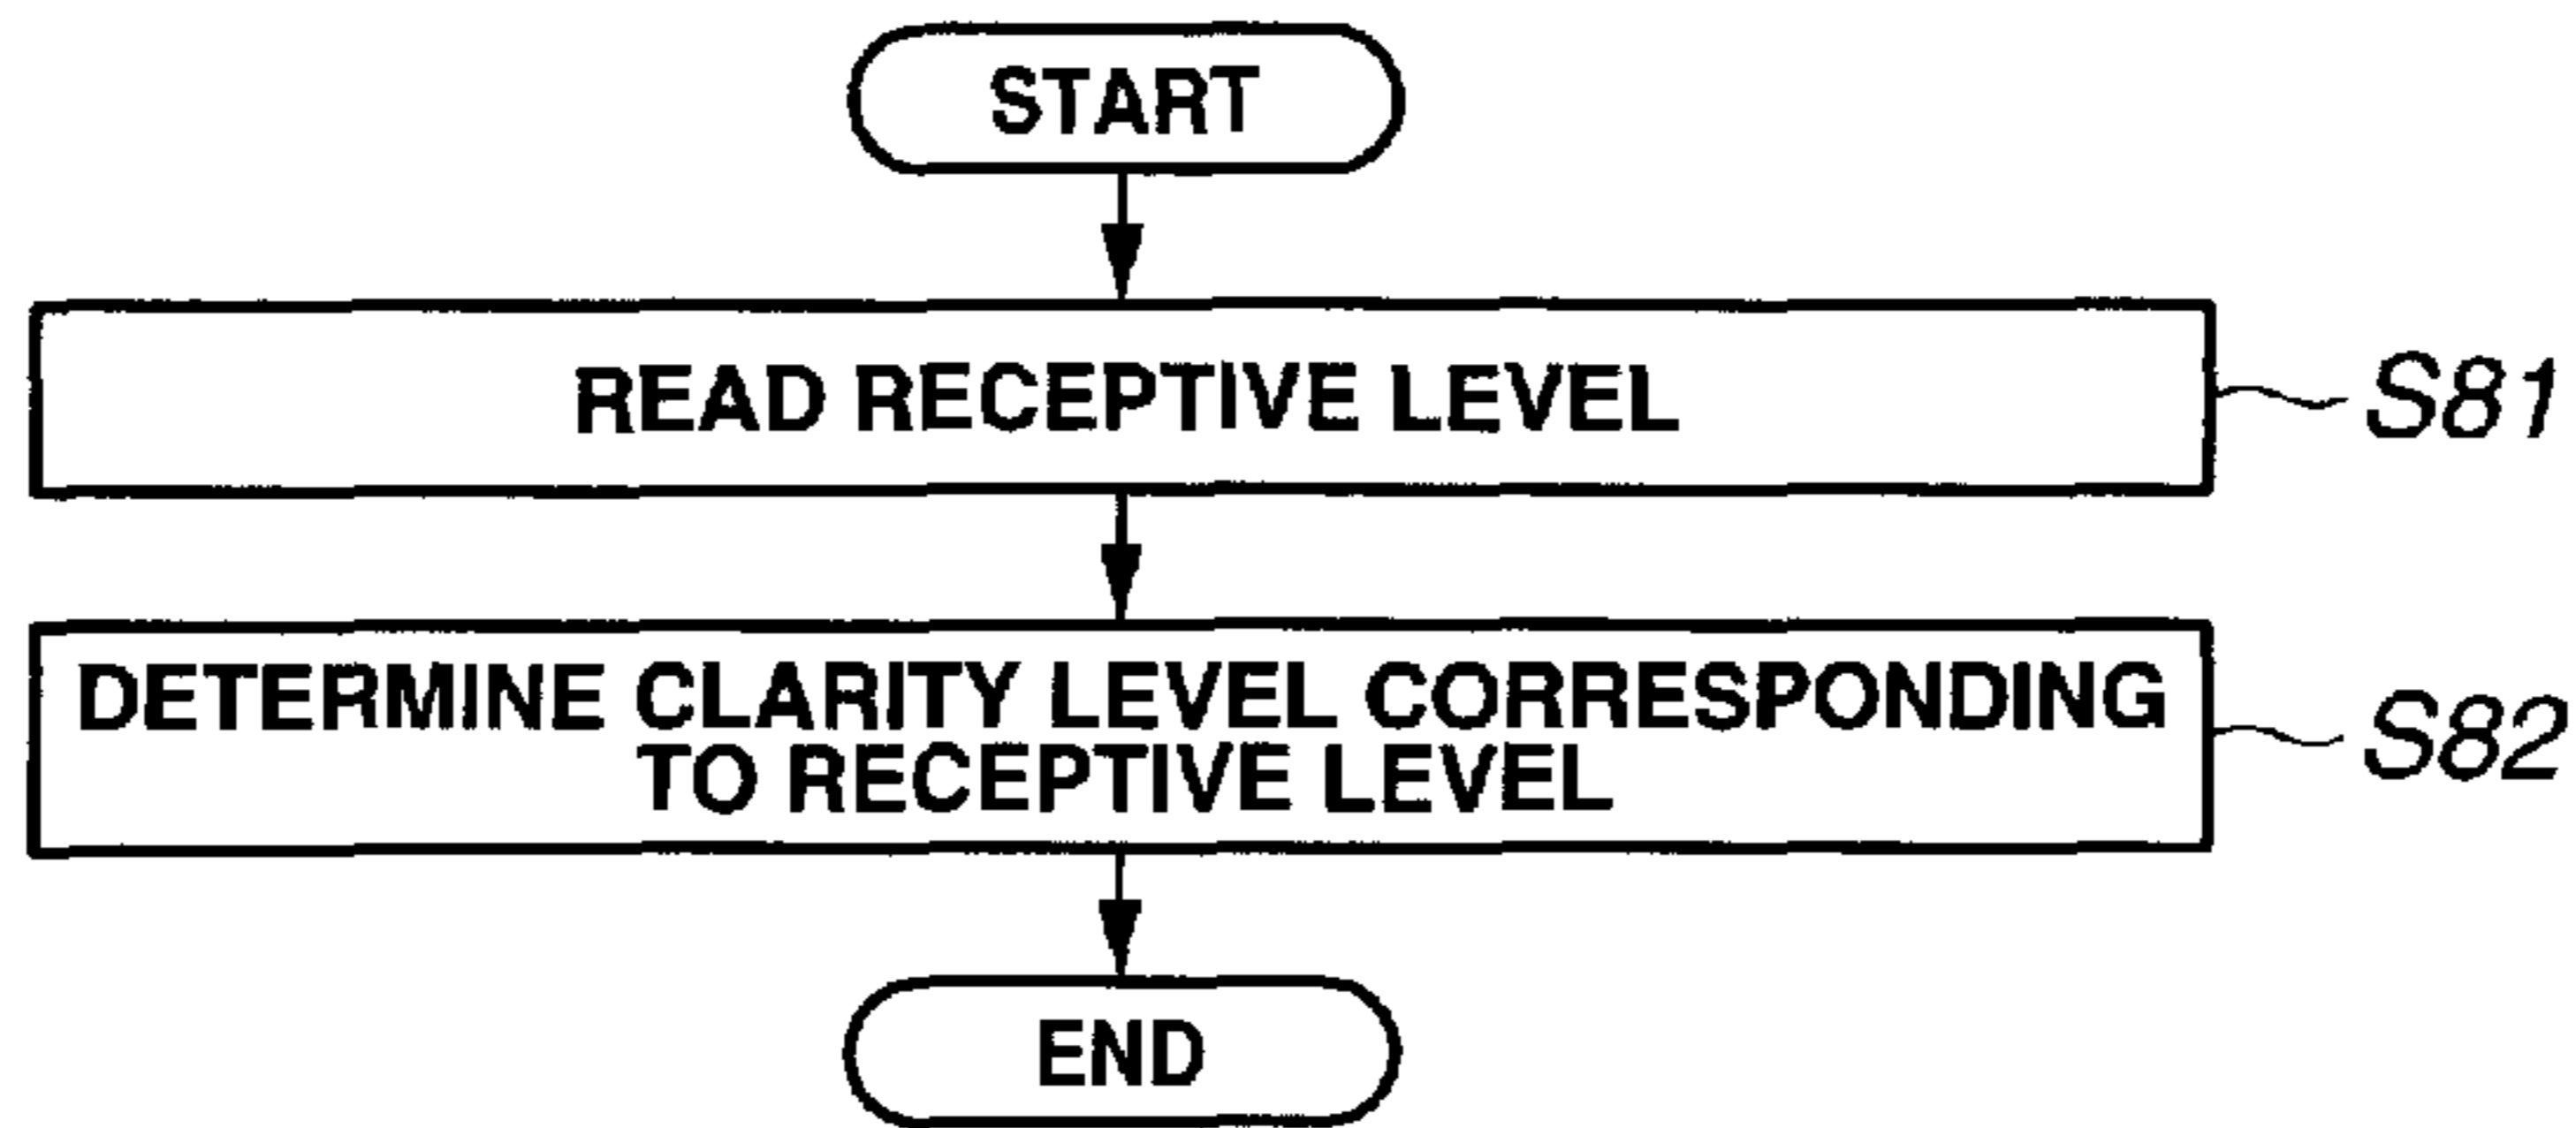 START
READ RECEPTIVE LEVEL
S81
DETERMINE CLARITY LEVEL CORRESPONDING
TO RECEPTIVE LEVEL
S82
END